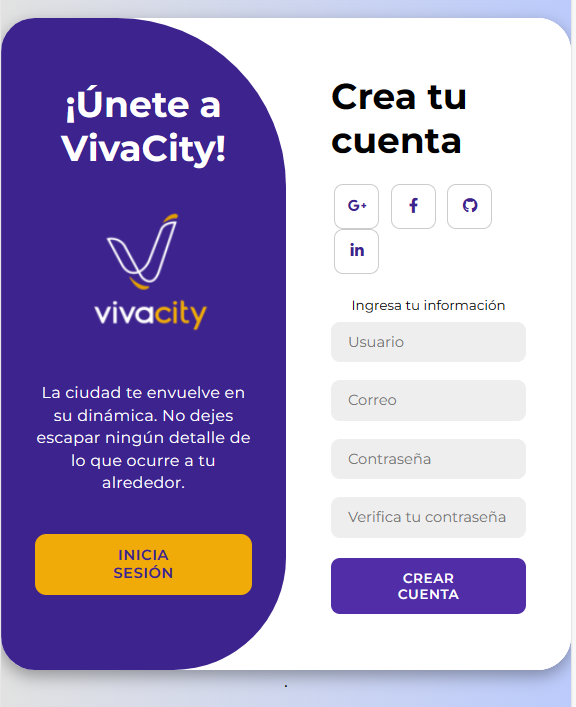 ¡Únete a
VivaCity!
vivacity
La ciudad te envuelve en
su dinámica. No dejes
escapar ningún detalle de
lo que ocurre a tu
alrededor.
INICIA
SESIÓN
Crea tu
cuenta
G+
f
in
Ingresa tu información
Usuario
Correo
Contraseña
Verifica tu contraseña
CREAR
CUENTA
.